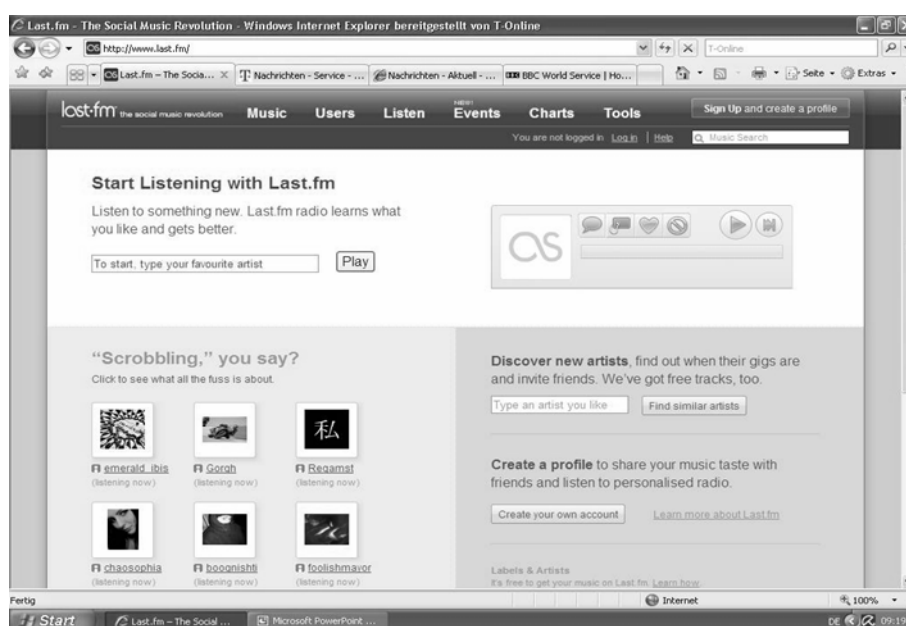 Last.fm - The Social Music Revolution - Windows Internet Explorer bereitgestellt von T-Online
http://www.last.fm/
T-Online
Last.fm – The Socia...
Nachrichten - Service - ...
Nachrichten - Aktuell - ...
BBC World Service | Ho...
Seite
Extras
last.fm the social music revolution
Music
Users
Listen
NEW!
Events
Charts
Tools
Sign Up and create a profile
You are not logged in Log in | Help
Music Search
Start Listening with Last.fm
Listen to something new. Last.fm radio learns what
you like and gets better.
To start, type your favourite artist
Play
“Scrobbling,” you say?
Click to see what all the fuss is about.
私
emerald_ibis
(listening now)
Gorgh
(listening now)
Regamst
(listening now)
chaosophia
(listening now)
boognishti
(listening now)
foolishmayor
(listening now)
Discover new artists, find out when their gigs are
and invite friends. We've got free tracks, too.
Type an artist you like
Find similar artists
Create a profile to share your music taste with
friends and listen to personalised radio.
Create your own account
Learn more about Last.fm
Labels & Artists
It's free to get your music on Last.fm. Learn how.
Fertig
Internet
100%
Start
Last.fm – The Social ...
Microsoft PowerPoint ...
DE
09:19